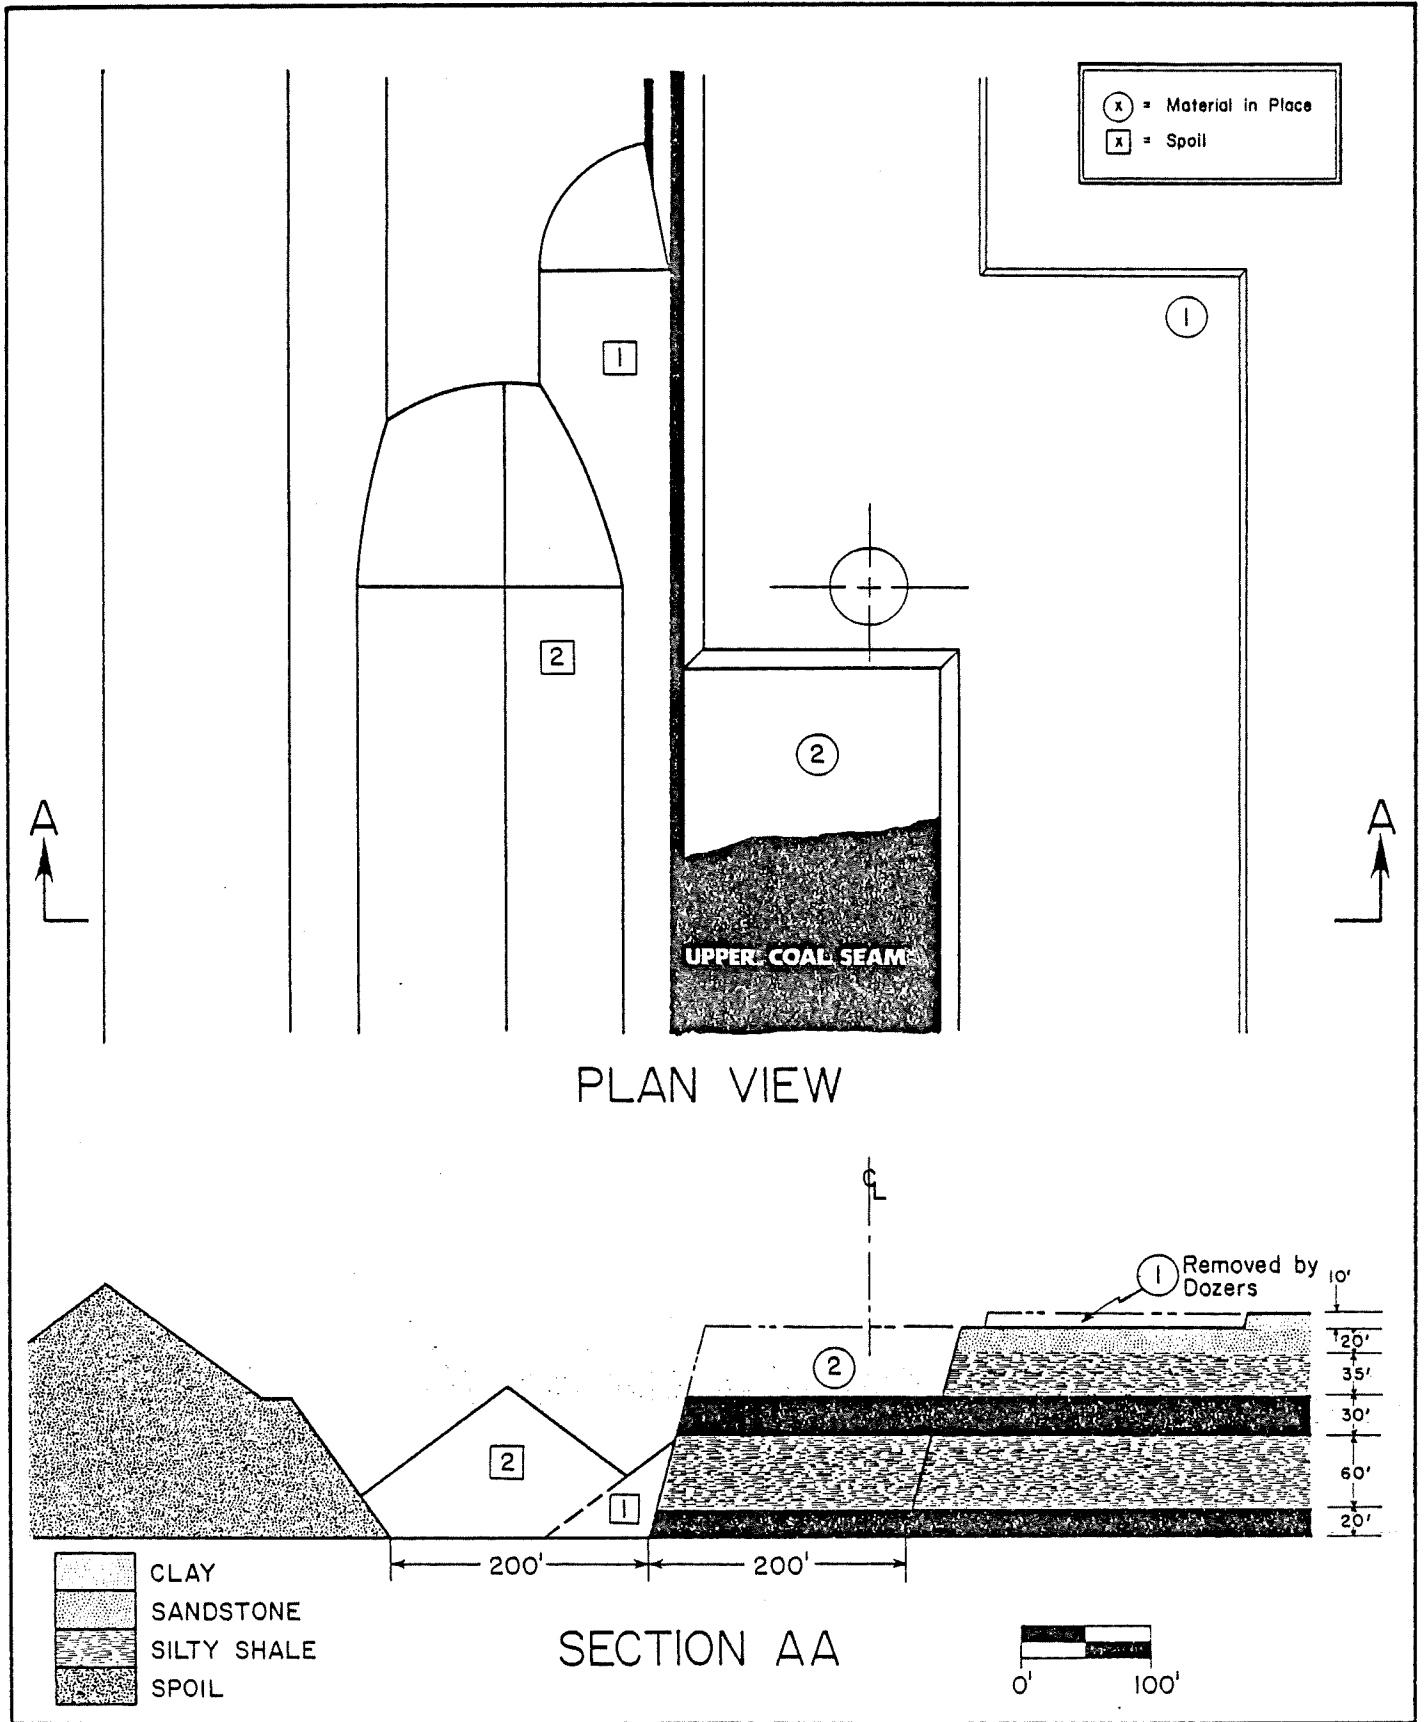 x = Material in Place
x = Spoil
1
1
2
2
A
A
UPPER COAL SEAM
PLAN VIEW
CL
1 Removed by
Dozers
10'
20'
2
35'
30'
2
60'
1
20'
200'
200'
CLAY
SANDSTONE
SILTY SHALE
SPOIL
SECTION AA
0' 100'